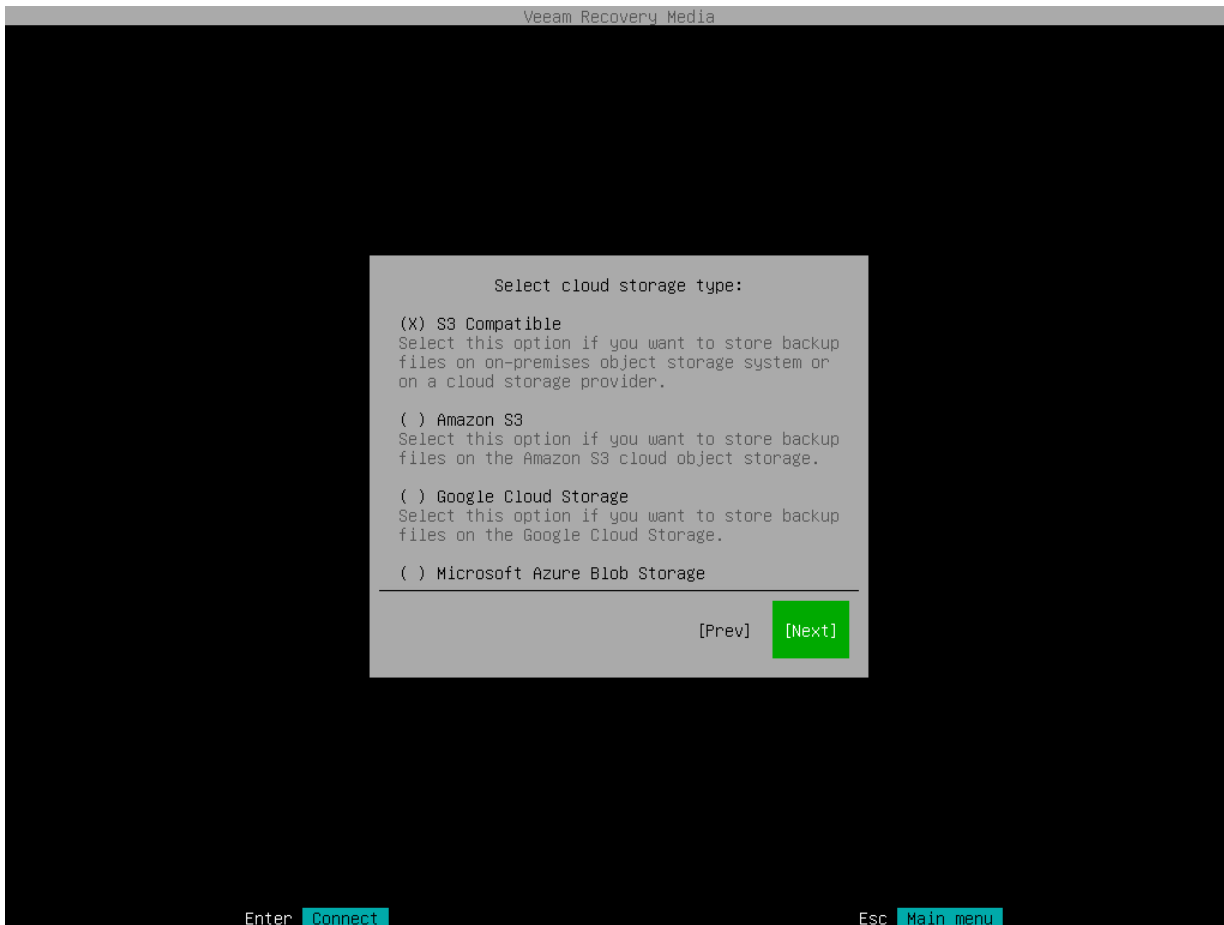 Veeam Recovery Media
Select cloud storage type:
(X) S3 Compatible
Select this option if you want to store backup
files on on-premises object storage system or
on a cloud storage provider.
( ) Amazon S3
Select this option if you want to store backup
files on the Amazon S3 cloud object storage.
( ) Google Cloud Storage
Select this option if you want to store backup
files on the Google Cloud Storage.
( ) Microsoft Azure Blob Storage
[Prev] [Next]
Enter Connect Esc Main menu